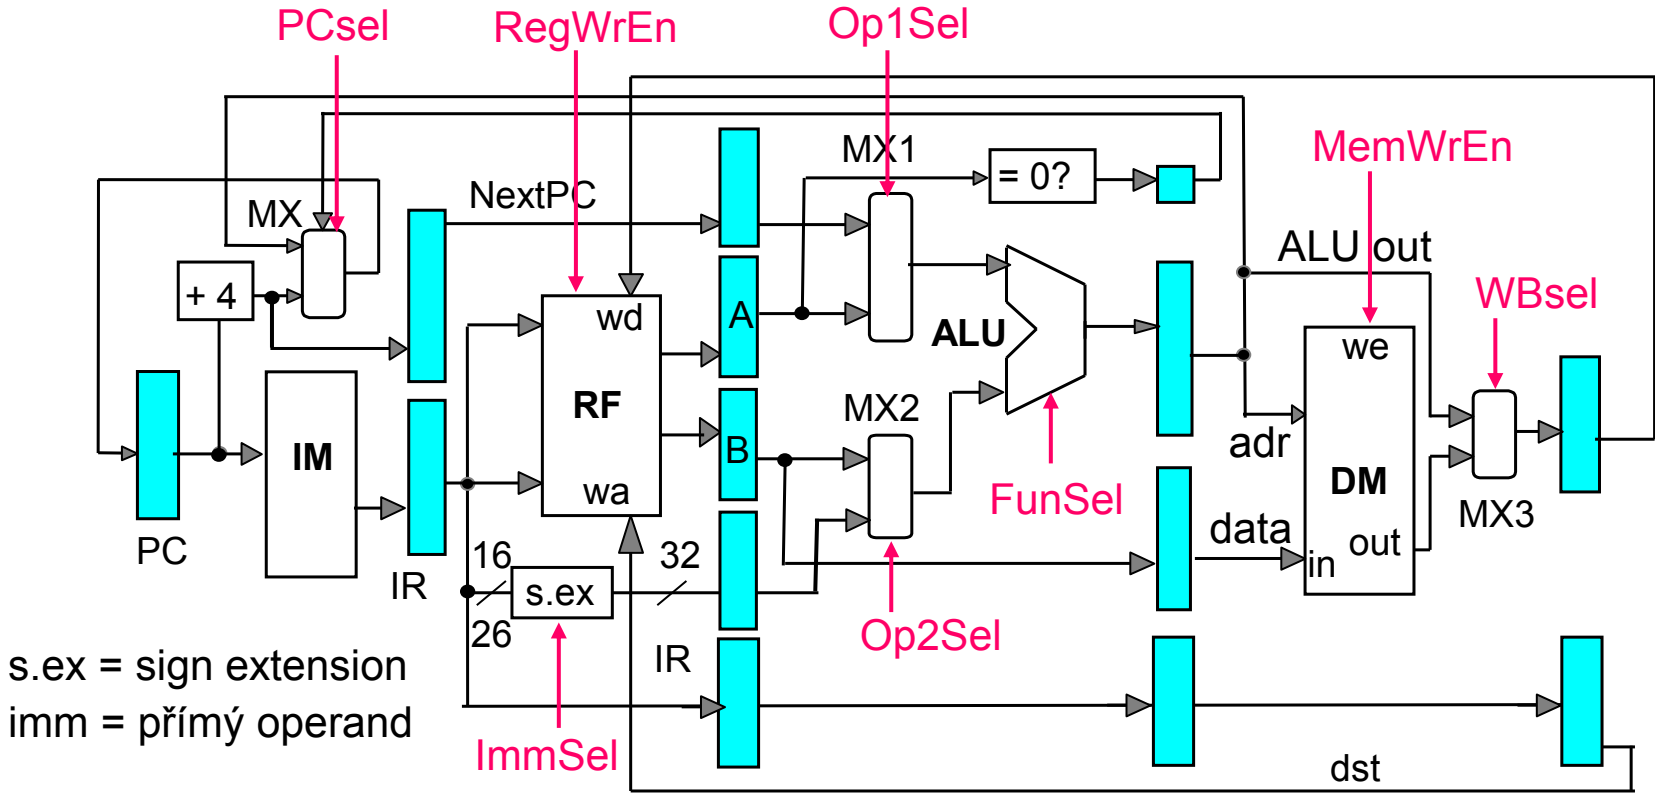 PCsel
RegWrEn
Op1Sel
MX1
= 0?
MemWrEn
NextPC
MX
ALU out
+ 4
wd
A
ALU
WBsel
we
RF
MX2
adr
IM
B
DM
wa
FunSel
MX3
PC
data
out
in
IR
16
32
s.ex
26
Op2Sel
IR
s.ex = sign extension
imm = přímý operand
ImmSel
dst